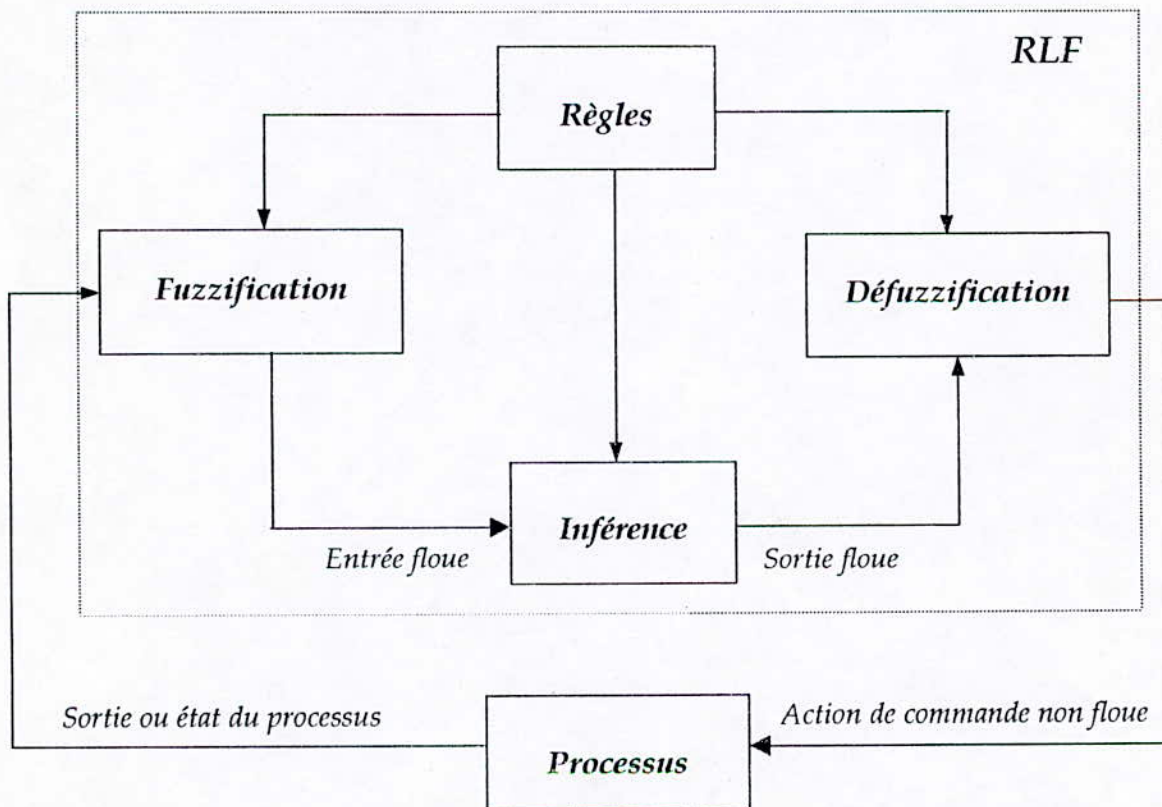 RLF
Règles
Fuzzification
Défuzzification
Inférence
Entrée floue
Sortie floue
Sortie ou état du processus
Action de commande non floue
Processus